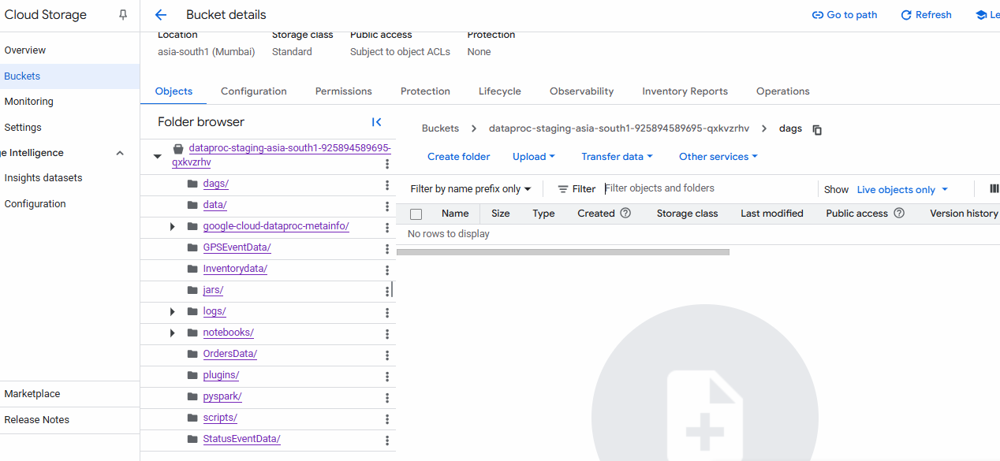 Cloud Storage
Bucket details
Go to path
Refresh
Le
Overview
Buckets
Monitoring
Settings
e Intelligence
Insights datasets
Configuration
Marketplace
Release Notes
Location
Storage class
Public access
Protection
asia-south1 (Mumbai)
Standard
Subject to object ACLs
None
Objects
Configuration
Permissions
Protection
Lifecycle
Observability
Inventory Reports
Operations
Folder browser
dataproc-staging-asia-south1-925894589695-
qxkvzrhv
dags/
data/
google-cloud-dataproc-metainfo/
GPSEventData/
Inventorydata/
jars/
logs/
notebooks/
OrdersData/
plugins/
pyspark/
scripts/
StatusEventData/
Buckets > dataproc-staging-asia-south1-925894589695-qxkvzrhv > dags
Create folder
Upload
Transfer data
Other services
Filter by name prefix only
Filter
Filter objects and folders
Show
Live objects only
Name
Size
Type
Created
Storage class
Last modified
Public access
Version history
No rows to display